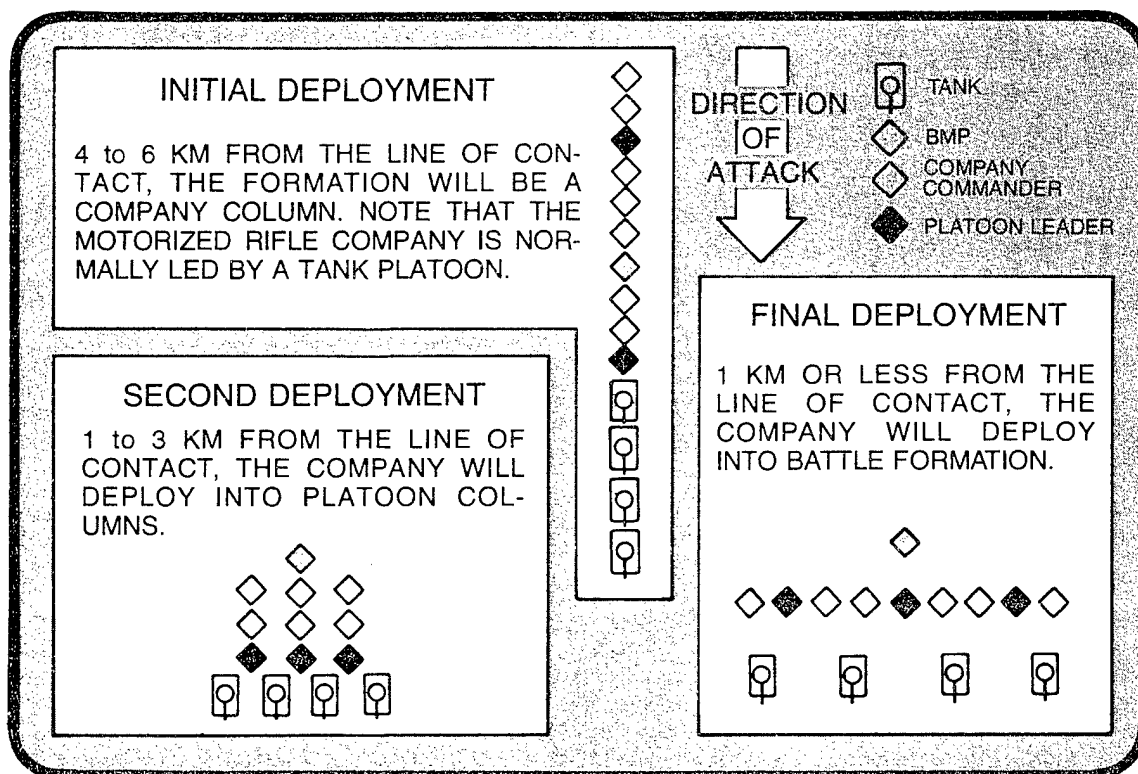 INITIAL DEPLOYMENT
4 to 6 KM FROM THE LINE OF CON-
TACT, THE FORMATION WILL BE A
COMPANY COLUMN. NOTE THAT THE
MOTORIZED RIFLE COMPANY IS NOR-
MALLY LED BY A TANK PLATOON.
DIRECTION
OF
ATTACK
TANK
BMP
COMPANY
COMMANDER
PLATOON LEADER
SECOND DEPLOYMENT
1 to 3 KM FROM THE LINE OF
CONTACT, THE COMPANY WILL
DEPLOY INTO PLATOON COL-
UMNS.
FINAL DEPLOYMENT
1 KM OR LESS FROM THE
LINE OF CONTACT, THE
COMPANY WILL DEPLOY
INTO BATTLE FORMATION.